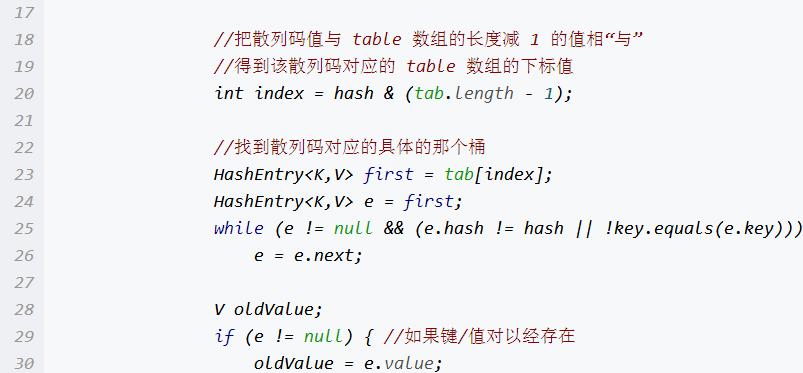 17
18 //把散列码值与 table 数组的长度减 1 的值相“与”
19 //得到该散列码对应的 table 数组的下标值
20 int index = hash & (tab.length - 1);
21
22 //找到散列码对应的具体的那个桶
23 HashEntry<K,V> first = tab[index];
24 HashEntry<K,V> e = first;
25 while (e != null && (e.hash != hash || !key.equals(e.key)))
26 e = e.next;
27
28 V oldValue;
29 if (e != null) { //如果键/值对以经存在
30 oldValue = e.value;